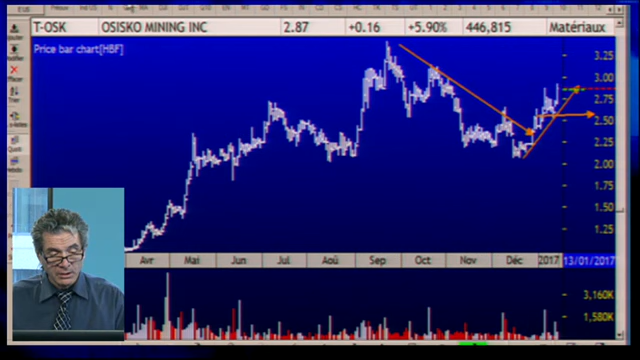 T-OSK OSISKO MINING INC 2.87 +0.16 +5.90% 446,815 Matériaux
Price bar chart[HBF]
3.25
3.00
2.75
2.50
2.25
2.00
1.75
1.50
1.25
Avr Mai Jun Jul Aoû Sep Oct Nov Déc 2017 13/01/2017
3,160K
1,580K